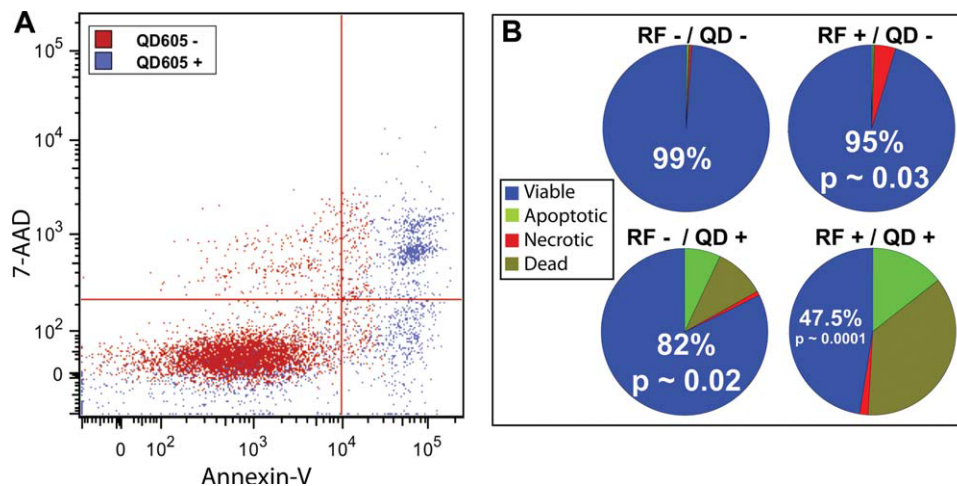 A
QD605 -
QD605 +
10^5
10^4
10^3
10^2
0
7-AAD
0 10^2 10^3 10^4 10^5
Annexin-V
B
RF - / QD -
99%
RF + / QD -
95%
p ~ 0.03
Viable
Apoptotic
Necrotic
Dead
RF - / QD +
82%
p ~ 0.02
RF + / QD +
47.5%
p ~ 0.0001